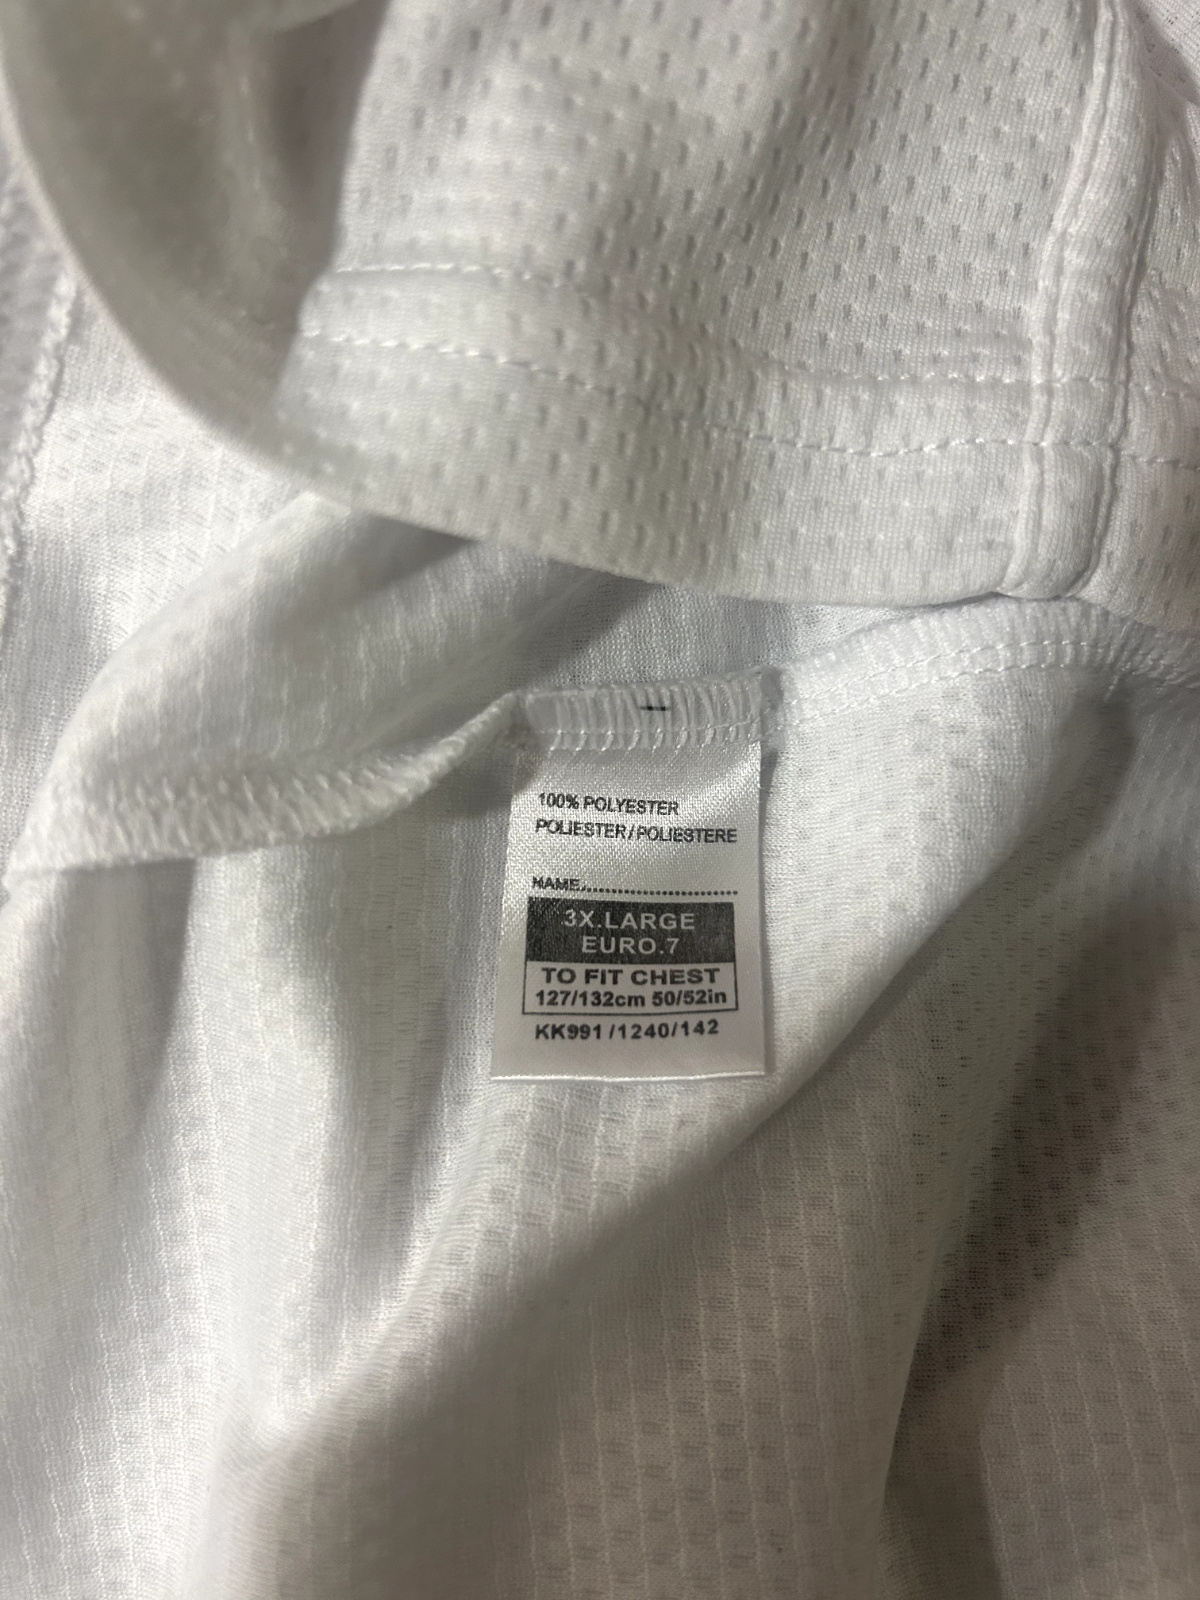 100% POLYESTER
POLIESTER/POLIESTERE
NAME........................
3X.LARGE
EURO.7
TO FIT CHEST
127/132cm 50/52in
KK991/1240/142